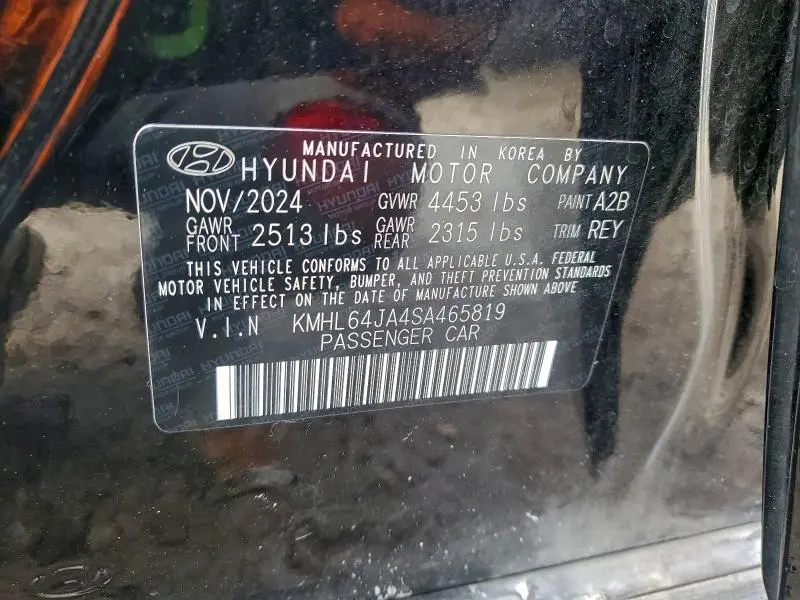 MANUFACTURED IN KOREA BY
HYUNDAI MOTOR COMPANY
NOV/2024 GVWR 4453 lbs PAINT A2B
GAWR FRONT 2513 lbs GAWR REAR 2315 lbs TRIM REY
THIS VEHICLE CONFORMS TO ALL APPLICABLE U.S.A. FEDERAL
MOTOR VEHICLE SAFETY, BUMPER, AND THEFT PREVENTION STANDARDS
IN EFFECT ON THE DATE OF MANUFACTURE SHOWN ABOVE
V.I.N KMHL64JA4SA465819
PASSENGER CAR